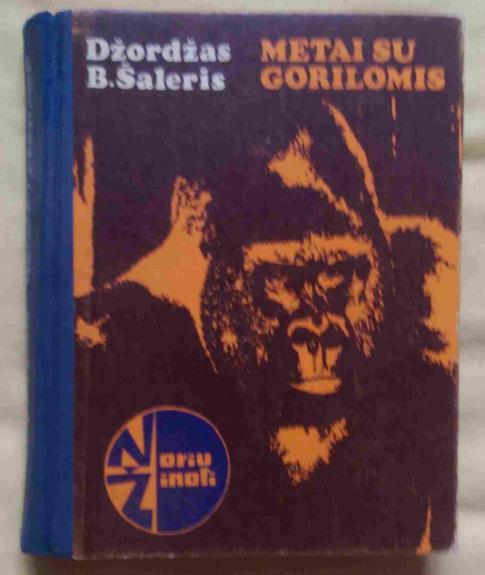 Džordžas
B.Šaleris
METAI SU
GORILOMIS
Noriu
Žinoti